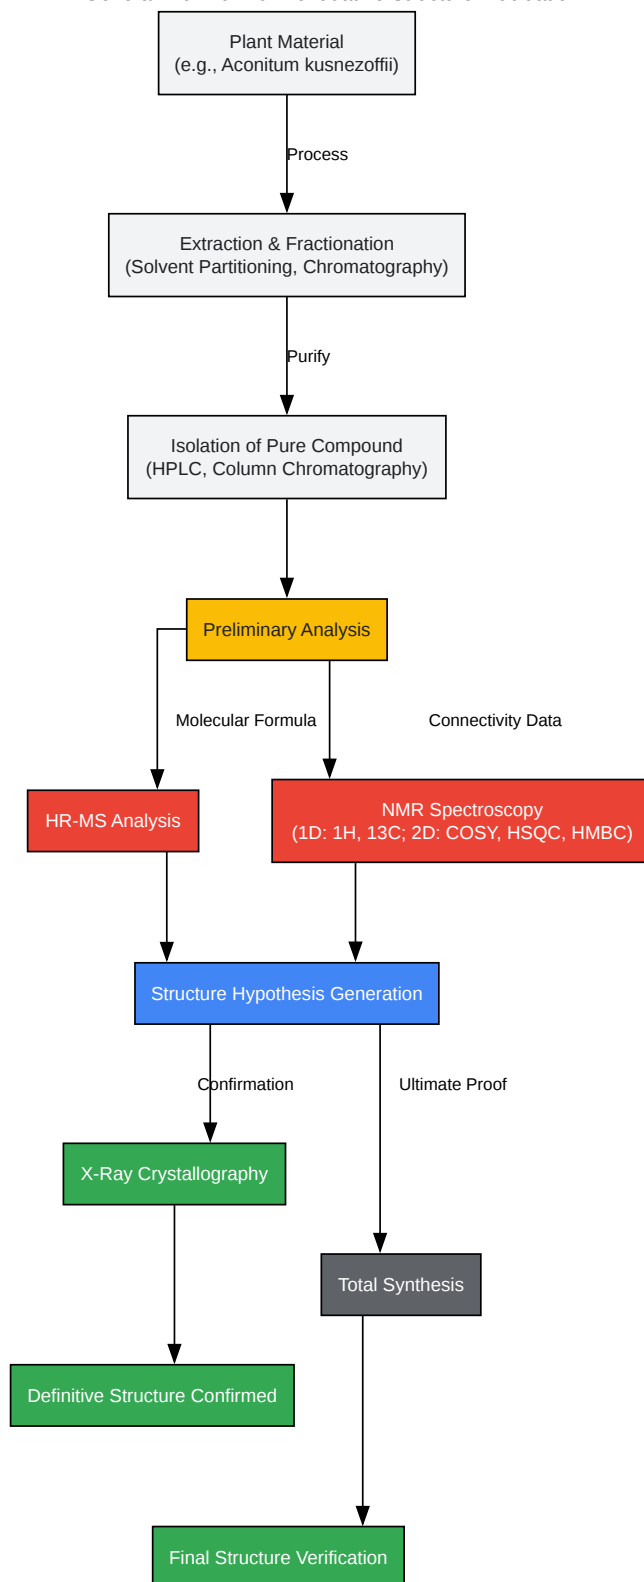 Plant Material
(e.g., Aconitum kusnezoffii)
Process
Extraction & Fractionation
(Solvent Partitioning, Chromatography)
Purify
Isolation of Pure Compound
(HPLC, Column Chromatography)
Preliminary Analysis
Molecular Formula
Connectivity Data
HR-MS Analysis
NMR Spectroscopy
(1D: 1H, 13C; 2D: COSY, HSQC, HMBC)
Structure Hypothesis Generation
Confirmation
Ultimate Proof
X-Ray Crystallography
Total Synthesis
Definitive Structure Confirmed
Final Structure Verification